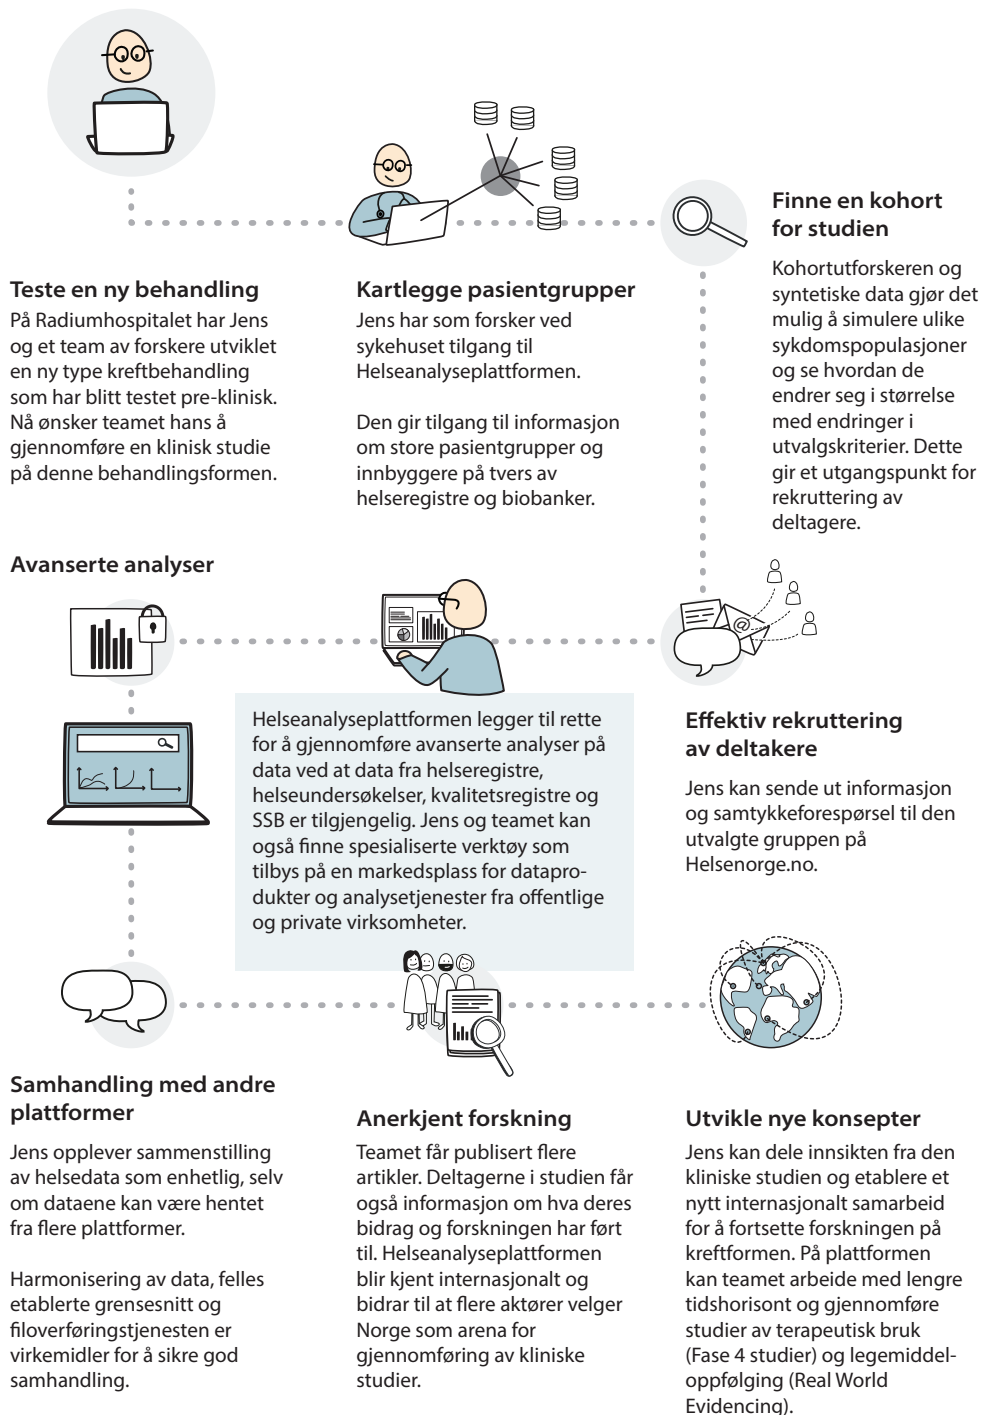 Teste en ny behandling
På Radiumhospitalet har Jens
og et team av forskere utviklet
en ny type kreftbehandling
som har blitt testet pre-klinisk.
Nå ønsker teamet hans å
gjennomføre en klinisk studie
på denne behandlingsformen.
Kartlegge pasientgrupper
Jens har som forsker ved
sykehuset tilgang til
Helseanalyseplattformen.
Den gir tilgang til informasjon
om store pasientgrupper og
innbyggere på tvers av
helseregistre og biobanker.
Finne en kohort
for studien
Kohortutforskeren og
syntetiske data gjør det
mulig å simulere ulike
sykdomspopulasjoner
og se hvordan de
endrer seg i størrelse
med endringer i
utvalgskriterier. Dette
gir et utgangspunkt for
rekruttering av
deltagere.
Effektiv rekruttering
av deltakere
Jens kan sende ut informasjon
og samtykkeforespørsel til den
utvalgte gruppen på
Helsenorge.no.
@
Avanserte analyser
Helseanalyseplattformen legger til rette
for å gjennomføre avanserte analyser på
data ved at data fra helseregistre,
helseundersøkelser, kvalitetsregistre og
SSB er tilgjengelig. Jens og teamet kan
også finne spesialiserte verktøy som
tilbys på en markedsplass for datapro-
dukter og analysetjenester fra offentlige
og private virksomheter.
Samhandling med andre
plattformer
Jens opplever sammenstilling
av helsedata som enhetlig, selv
om dataene kan være hentet
fra flere plattformer.
Harmonisering av data, felles
etablerte grensesnitt og
filoverføringstjenesten er
virkemidler for å sikre god
samhandling.
Anerkjent forskning
Teamet får publisert flere
artikler. Deltagerne i studien får
også informasjon om hva deres
bidrag og forskningen har ført
til. Helseanalyseplattformen
blir kjent internasjonalt og
bidrar til at flere aktører velger
Norge som arena for
gjennomføring av kliniske
studier.
Utvikle nye konsepter
Jens kan dele innsikten fra den
kliniske studien og etablere et
nytt internasjonalt samarbeid
for å fortsette forskningen på
kreftformen. På plattformen
kan teamet arbeide med lengre
tidshorisont og gjennomføre
studier av terapeutisk bruk
(Fase 4 studier) og legemiddel-
oppfølging (Real World
Evidencing).